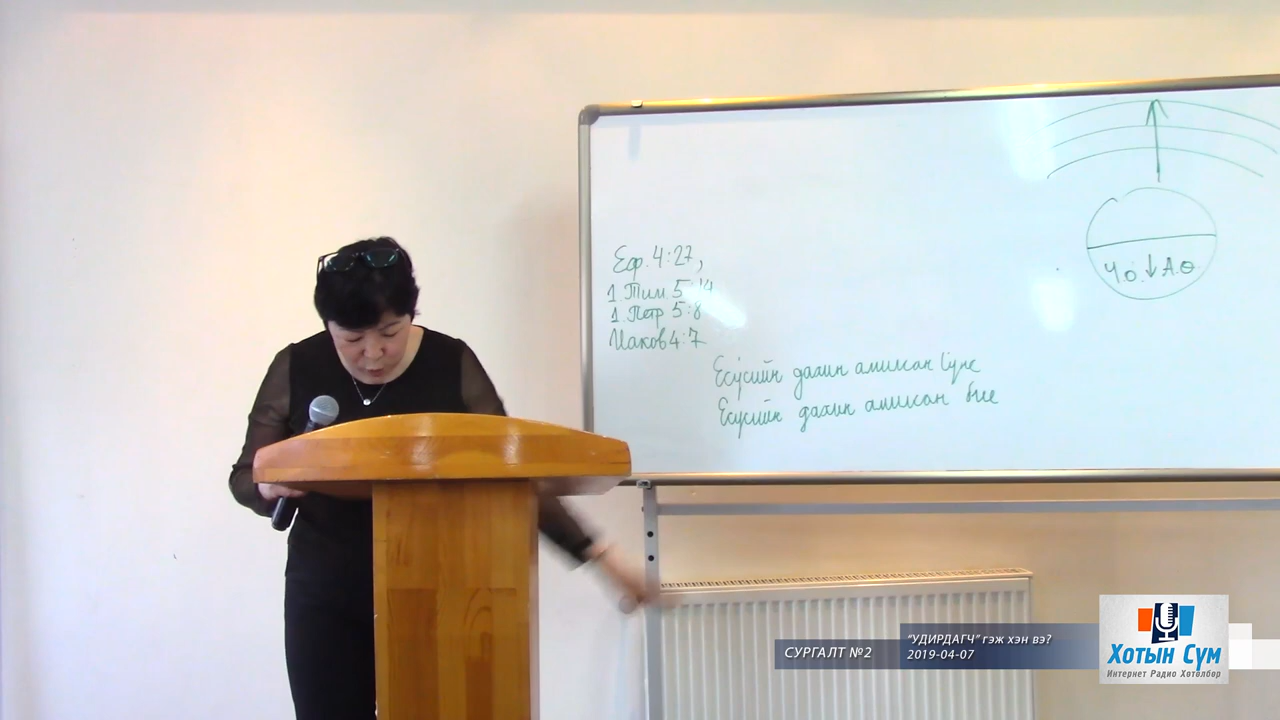 Еф. 4:27,
1.Тим 5:14
1.Петр 5:8
Иаков 4:7
Есүсийн дахин амилсан сүнс
Есүсийн дахин амилсан бие
Ч.Ө. А.Ө.
СУРГАЛТ №2
"УДИРДАГЧ" гэж хэн вэ?
2019-04-07
Хотын Сүм
Интернет Радио Хөтөлбөр